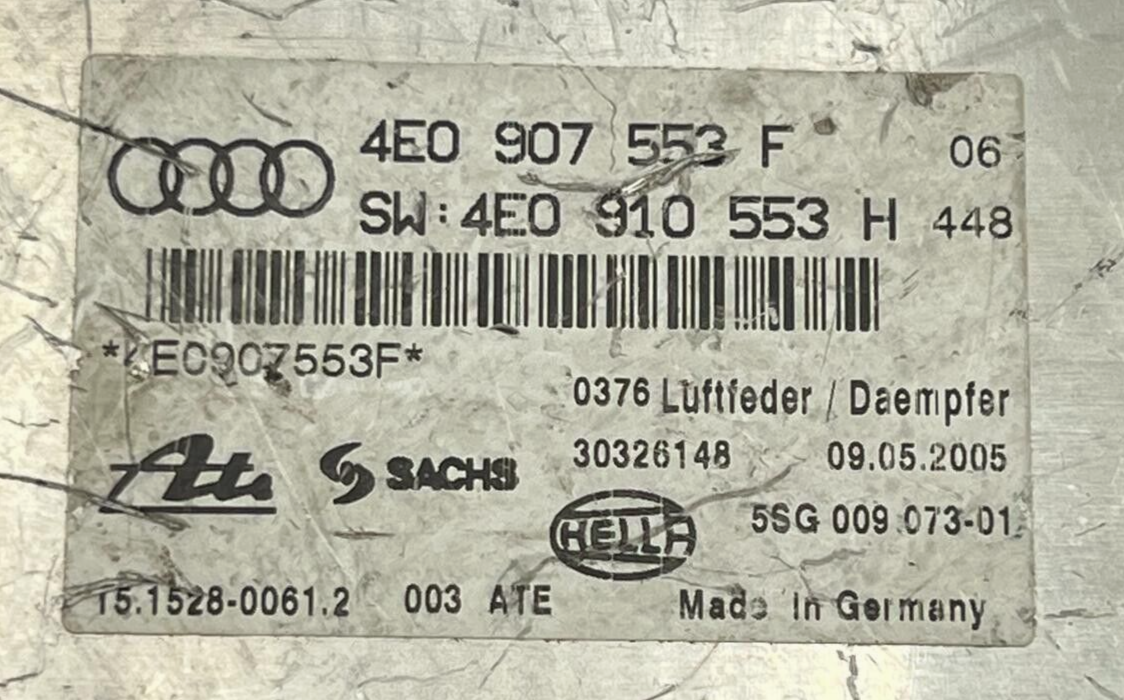 4E0 907 553 F 06
SW:4E0 910 553 H 448
*4E0907553F*
0376 Luftfeder / Daempfer
30326148 09.05.2005
Ate SACHS HELLA 5SG 009 073-01
15.1528-0061.2 003 ATE Made in Germany